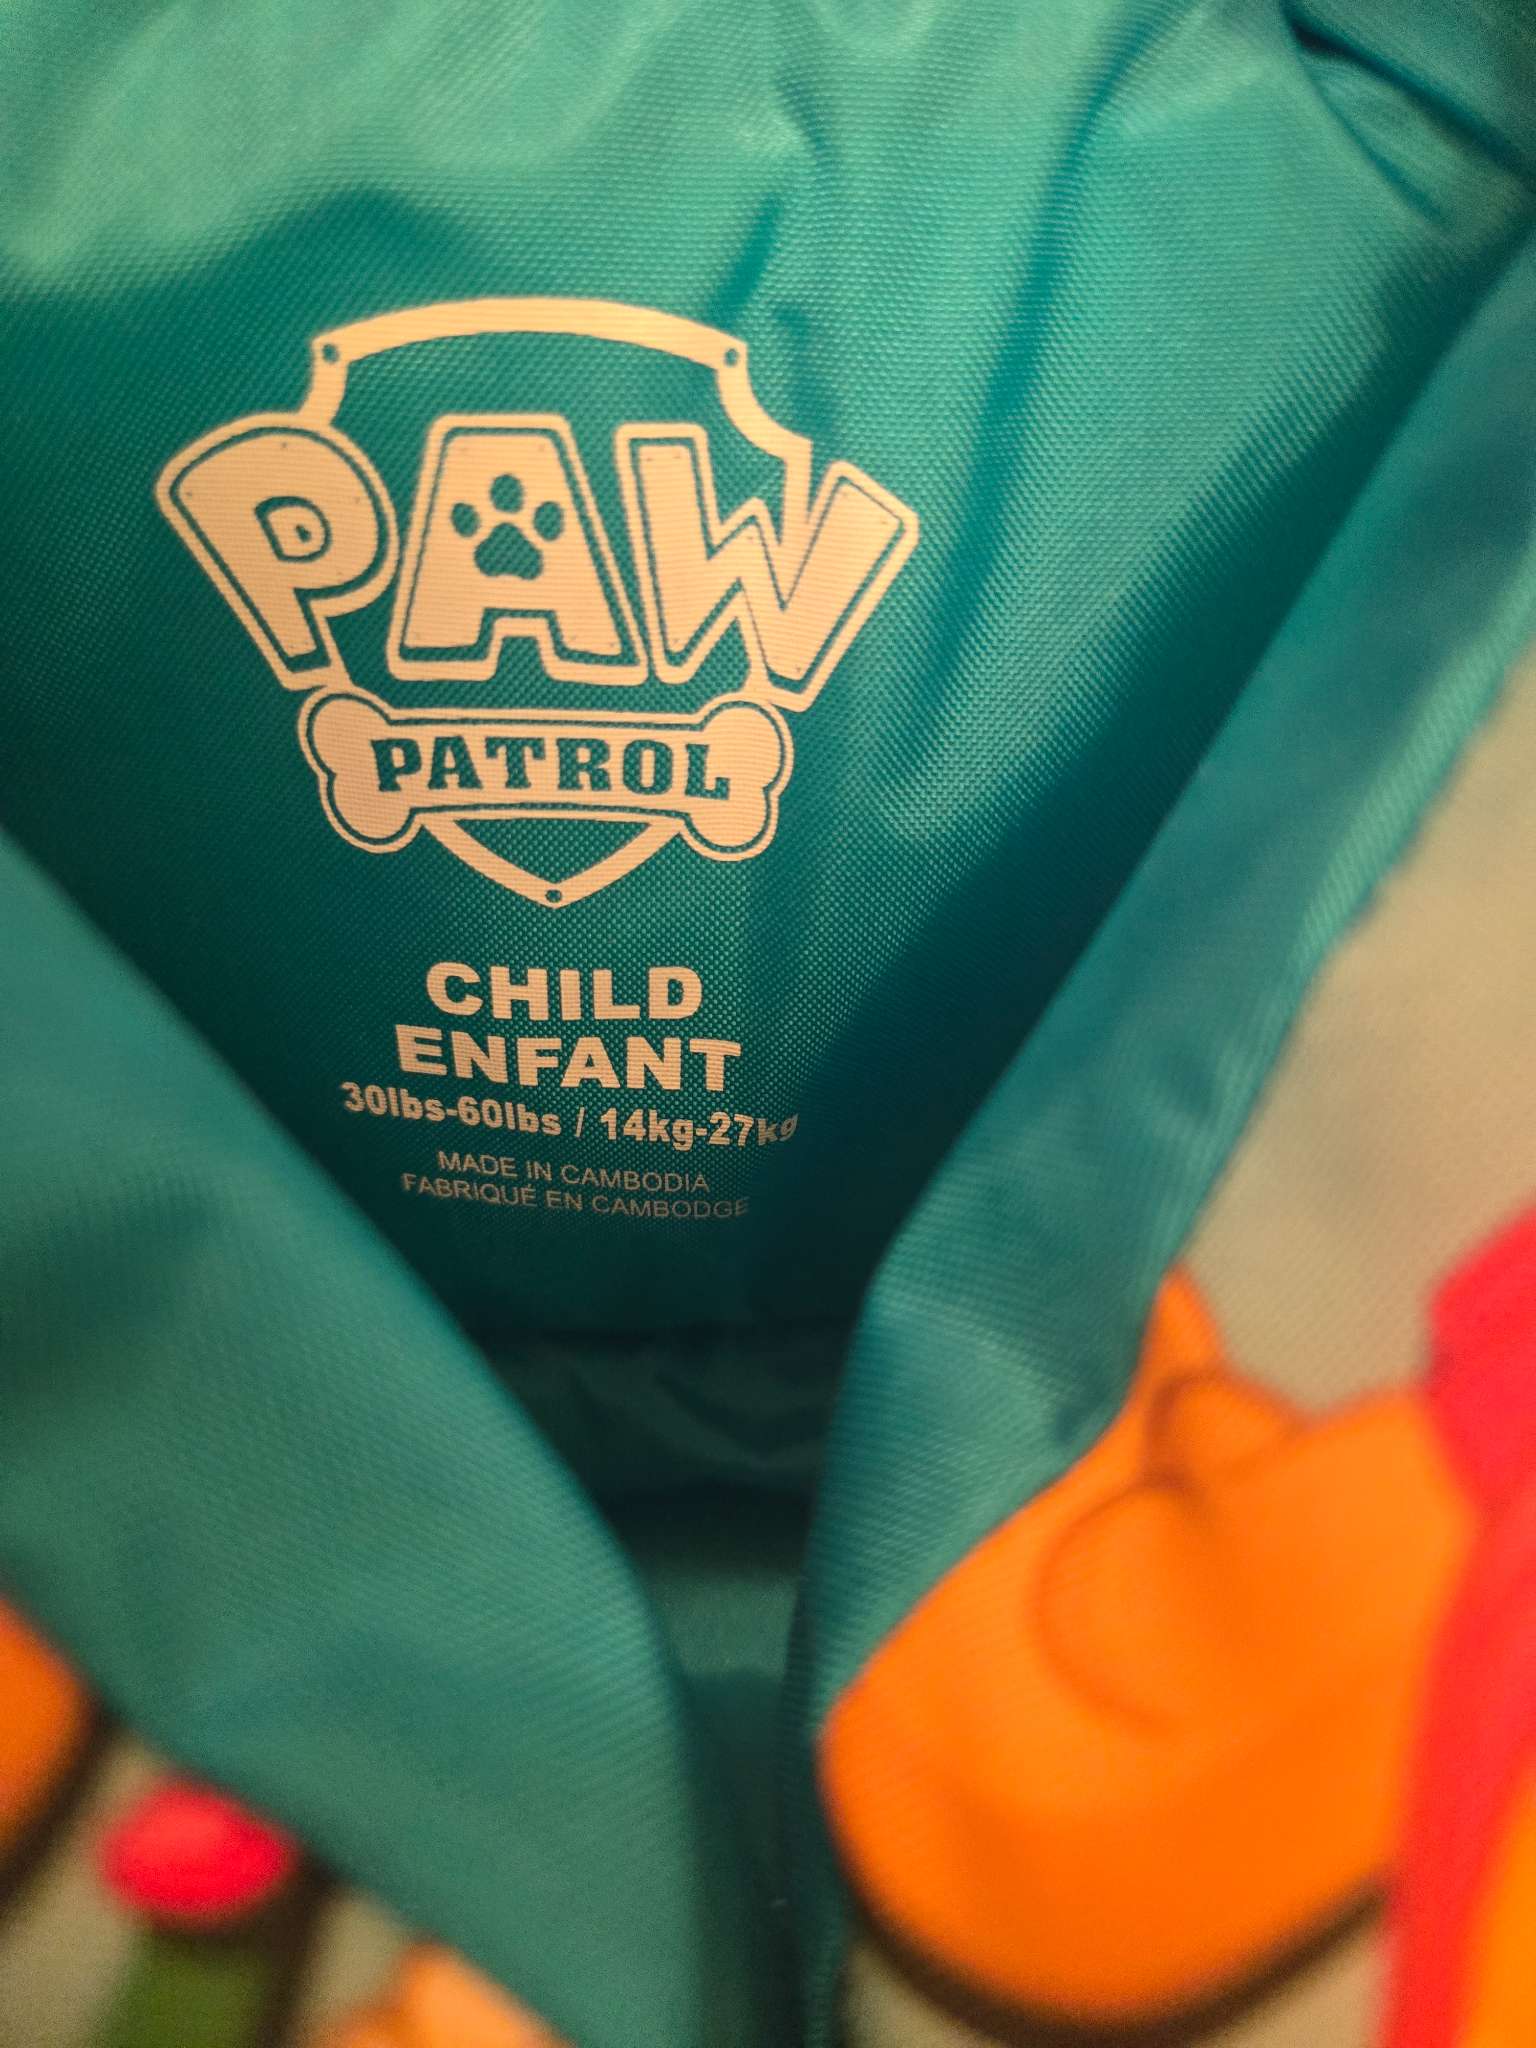 PAW
PATROL
CHILD
ENFANT
30lbs-60lbs / 14kg-27kg
MADE IN CAMBODIA
FABRIQUÉ EN CAMBODGE